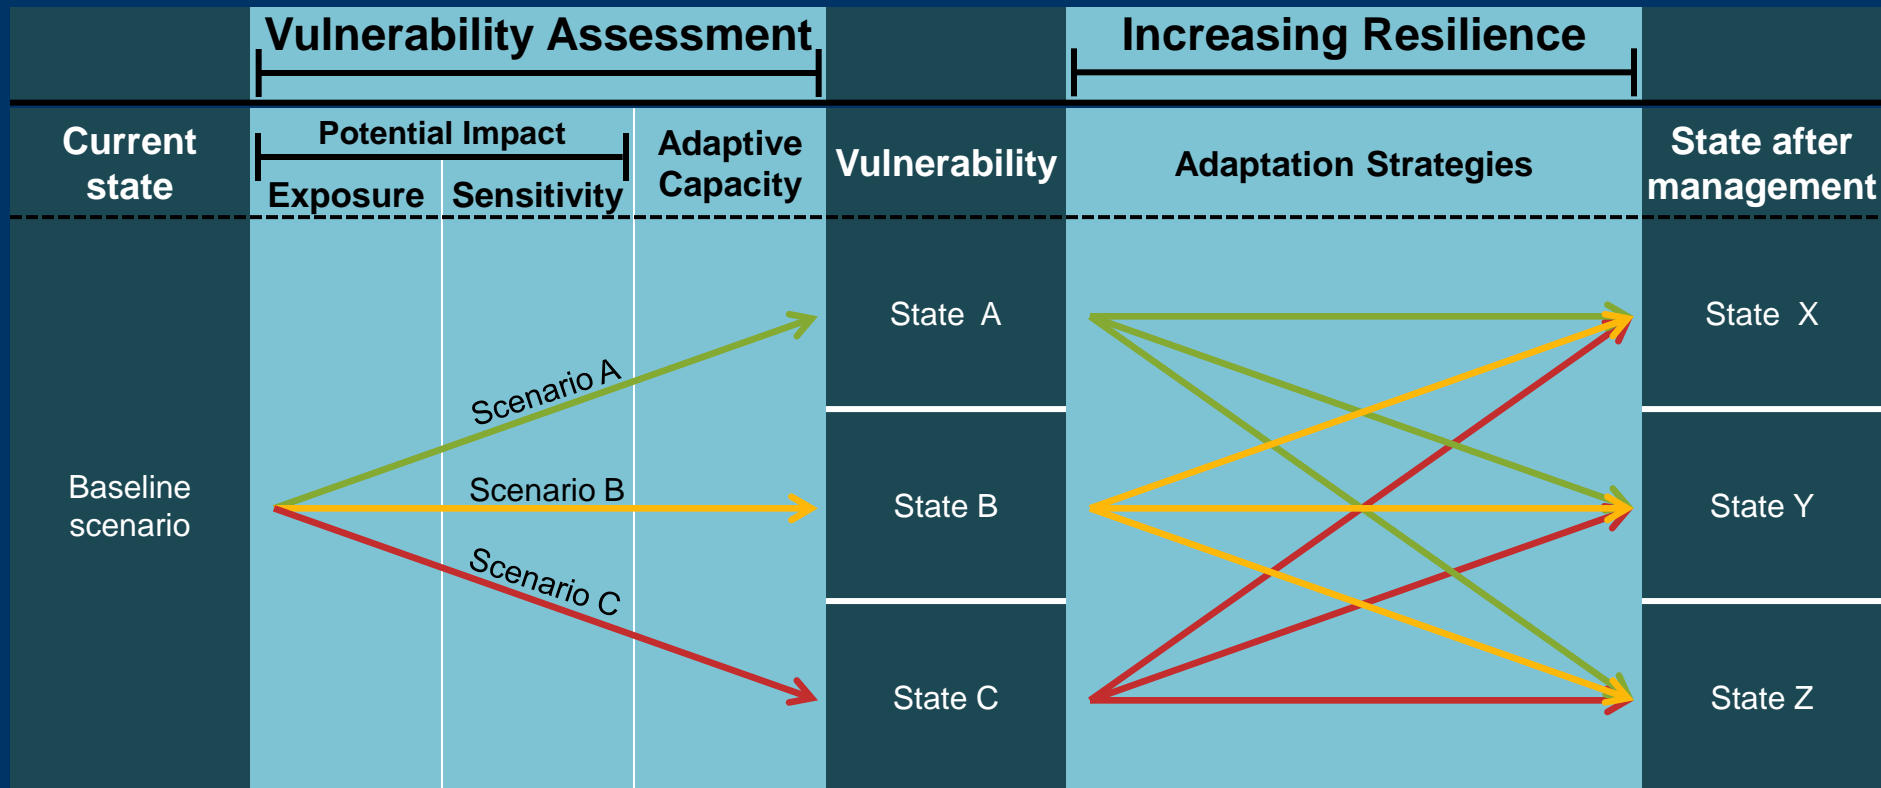 Vulnerability Assessment
Increasing Resilience
Current
state
Potential Impact
Exposure
Sensitivity
Adaptive
Capacity
Vulnerability
Adaptation Strategies
State after
management
Baseline
scenario
Scenario A
Scenario B
Scenario C
State A
State B
State C
State X
State Y
State Z